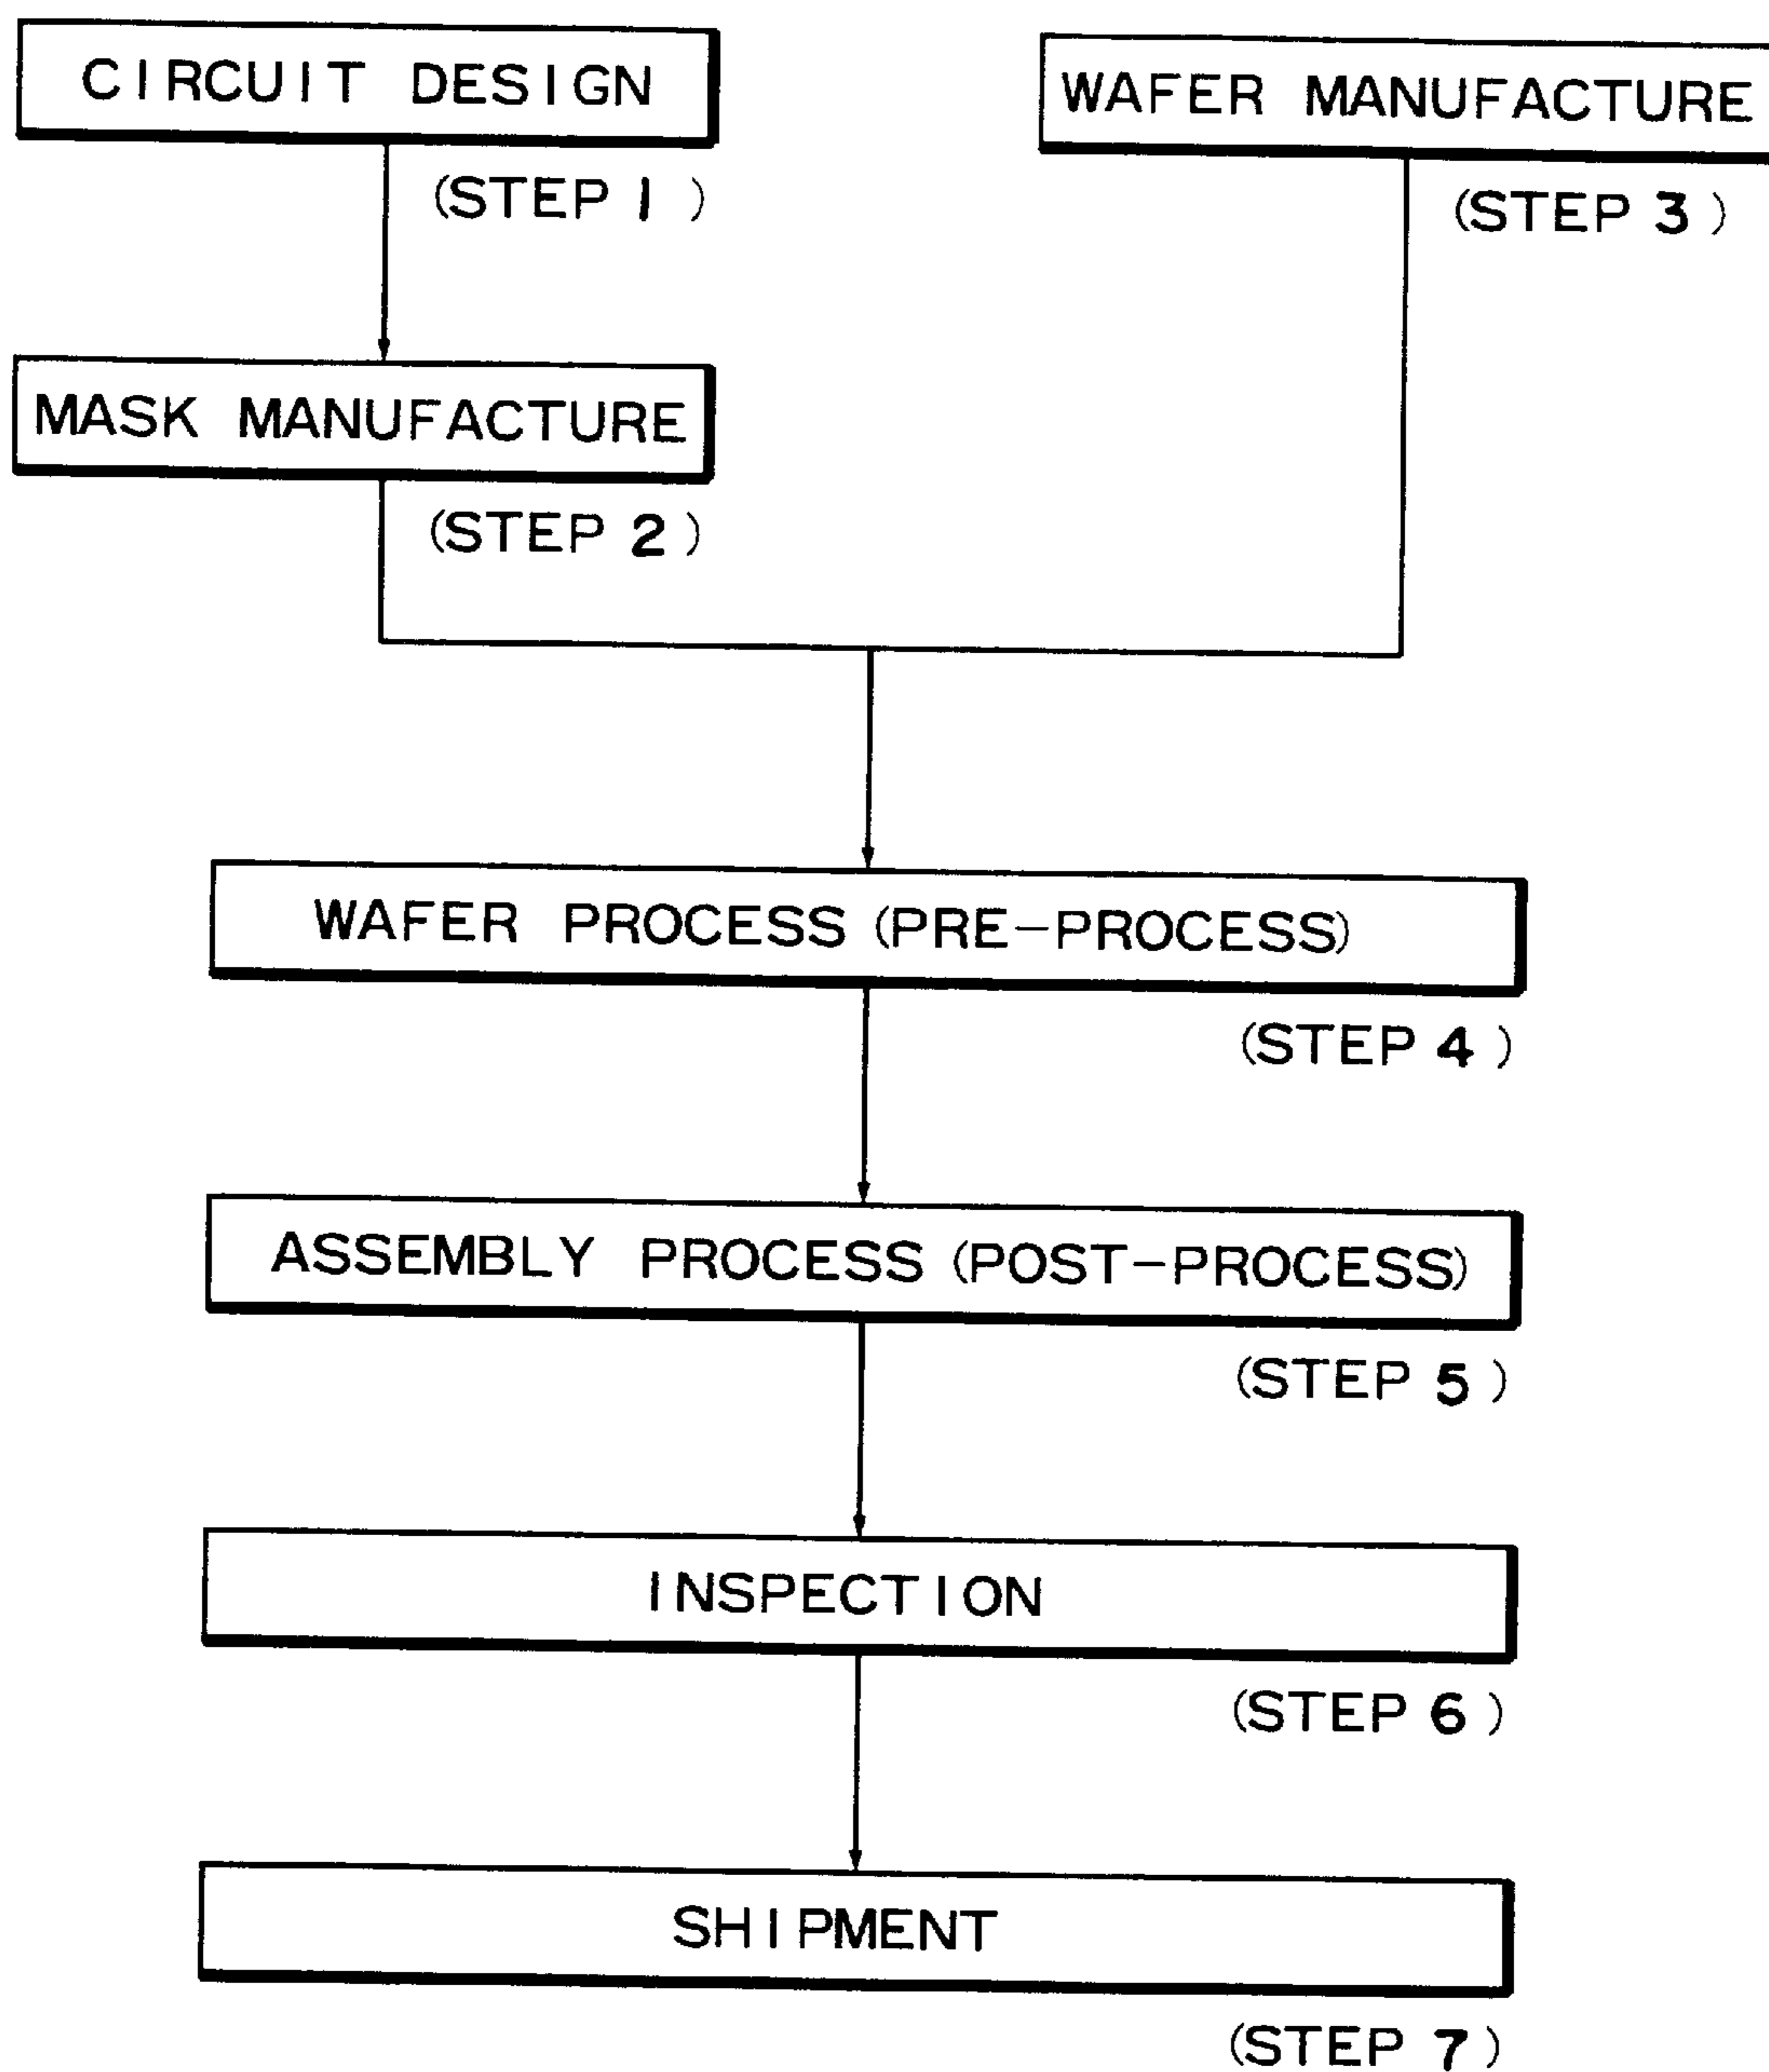 CIRCUIT DESIGN
(STEP 1)
WAFER MANUFACTURE
(STEP 3)
MASK MANUFACTURE
(STEP 2)
WAFER PROCESS (PRE-PROCESS)
(STEP 4)
ASSEMBLY PROCESS (POST-PROCESS)
(STEP 5)
INSPECTION
(STEP 6)
SHIPMENT
(STEP 7)